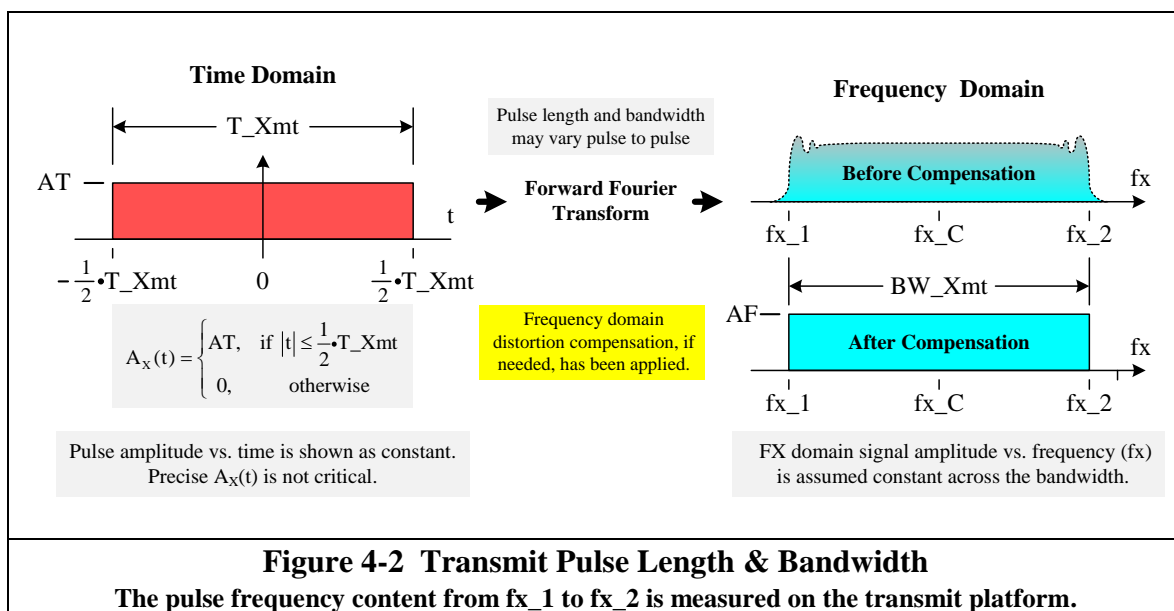 Time Domain
T_Xmt
AT
t
−1/2•T_Xmt
0
1/2•T_Xmt
A_X(t) = { AT, if |t| ≤ 1/2•T_Xmt
0, otherwise
Pulse amplitude vs. time is shown as constant.
Precise A_X(t) is not critical.
Pulse length and bandwidth
may vary pulse to pulse
Forward Fourier
Transform
Frequency domain
distortion compensation, if
needed, has been applied.
Frequency Domain
Before Compensation
fx
fx_1
fx_C
fx_2
BW_Xmt
AF
After Compensation
fx
fx_1
fx_C
fx_2
FX domain signal amplitude vs. frequency (fx)
is assumed constant across the bandwidth.
Figure 4-2 Transmit Pulse Length & Bandwidth
The pulse frequency content from fx_1 to fx_2 is measured on the transmit platform.